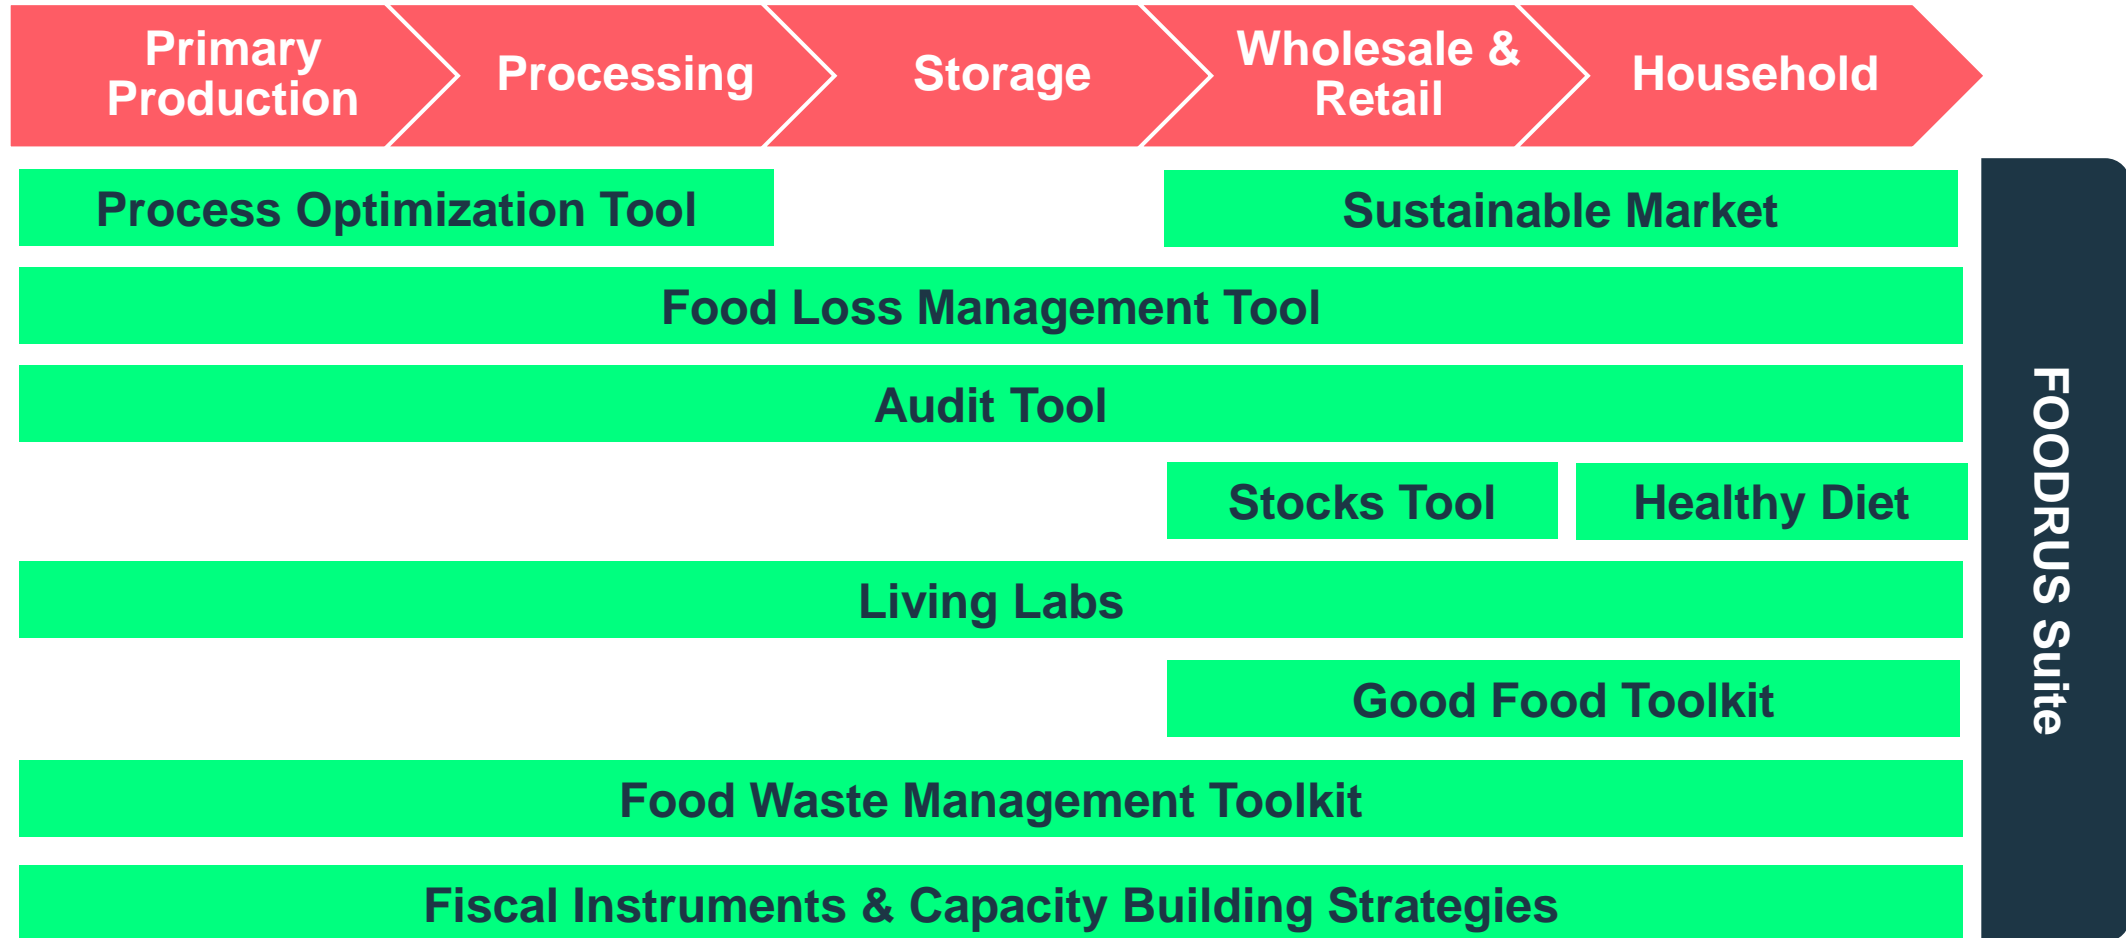 Primary
Production
Processing
Storage
Wholesale &
Retail
Household
Process Optimization Tool
Sustainable Market
Food Loss Management Tool
Audit Tool
Stocks Tool
Healthy Diet
Living Labs
Good Food Toolkit
Food Waste Management Toolkit
Fiscal Instruments & Capacity Building Strategies
FOODRUS Suite